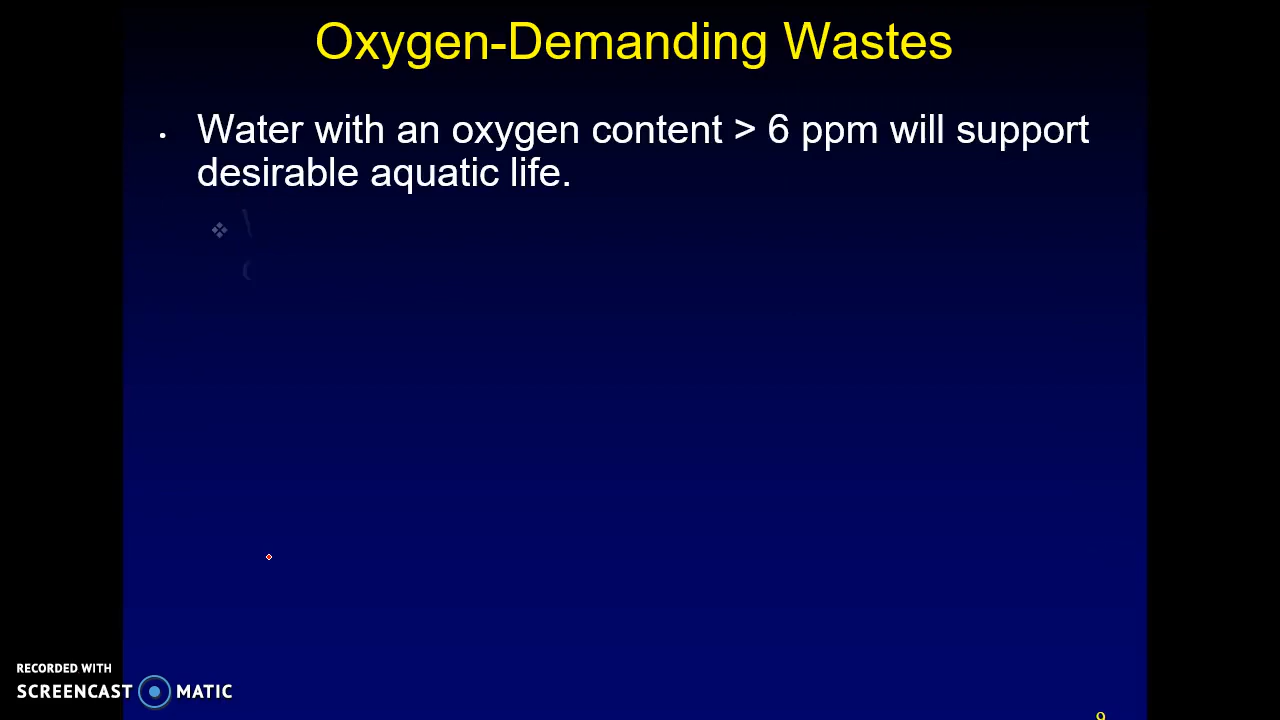 Oxygen-Demanding Wastes
• Water with an oxygen content > 6 ppm will support
desirable aquatic life.
RECORDED WITH
SCREENCAST MATIC
9